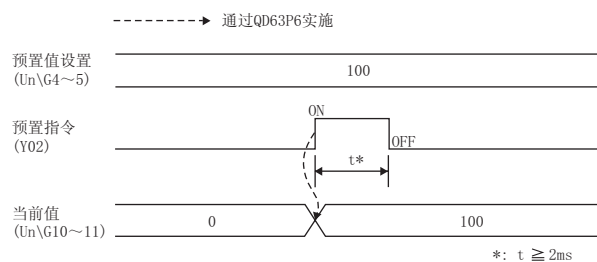 通过QD63P6实施
预置值设置
(Un\G4～5)
100
ON
预置指令
(Y02)
OFF
t*
当前值
(Un\G10～11)
0
100
*: t ≧ 2ms